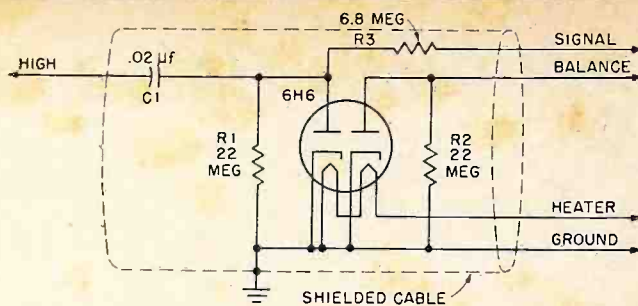 6.8 MEG
R3
SIGNAL
HIGH
.02 µf
BALANCE
C1
6H6
R1
22
MEG
R2
22
MEG
HEATER
GROUND
SHIELDED CABLE